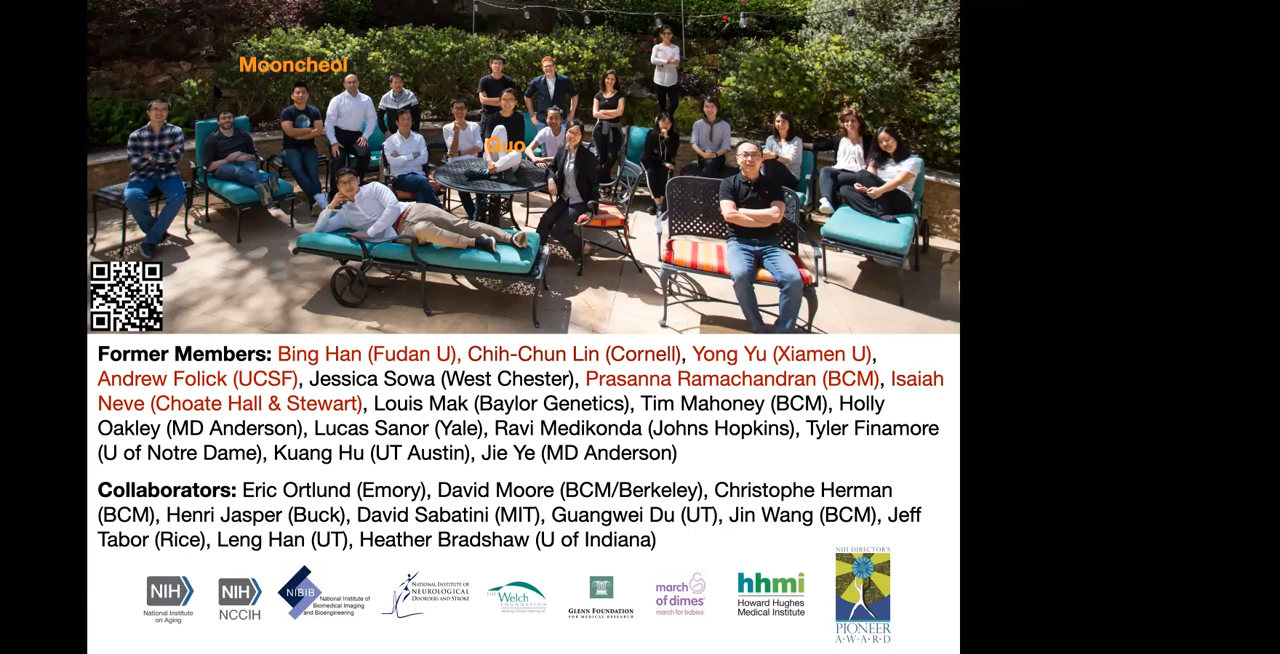 Mooncheol
Guo
Former Members: Bing Han (Fudan U), Chih-Chun Lin (Cornell), Yong Yu (Xiamen U),
Andrew Folick (UCSF), Jessica Sowa (West Chester), Prasanna Ramachandran (BCM), Isaiah
Neve (Choate Hall & Stewart), Louis Mak (Baylor Genetics), Tim Mahoney (BCM), Holly
Oakley (MD Anderson), Lucas Sanor (Yale), Ravi Medikonda (Johns Hopkins), Tyler Finamore
(U of Notre Dame), Kuang Hu (UT Austin), Jie Ye (MD Anderson)
Collaborators: Eric Ortlund (Emory), David Moore (BCM/Berkeley), Christophe Herman
(BCM), Henri Jasper (Buck), David Sabatini (MIT), Guangwei Du (UT), Jin Wang (BCM), Jeff
Tabor (Rice), Leng Han (UT), Heather Bradshaw (U of Indiana)
NIH
National Institute
on Aging
NIH
NCCIH
NIBIB
National Institute of
Biomedical Imaging
and Bioengineering
NATIONAL INSTITUTE OF
NEUROLOGICAL
DISORDERS AND STROKE
THE Welch
FOUNDATION
GLENN FOUNDATION
FOR MEDICAL RESEARCH
march
of dimes
march for babies
hhmi
Howard Hughes
Medical Institute
NIH DIRECTOR'S
PIONEER
A•W•A•R•D